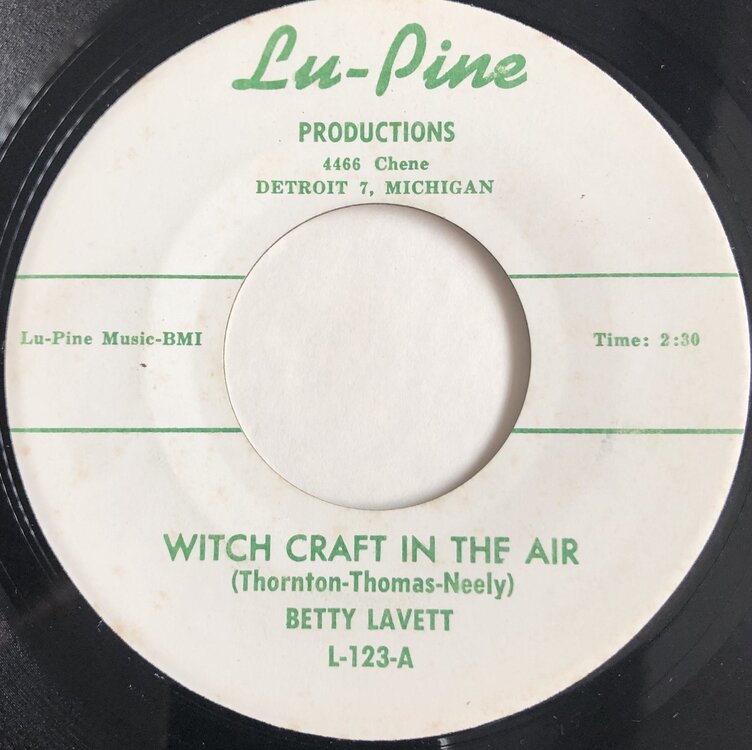 Lu-Pine
PRODUCTIONS
4466 Chene
DETROIT 7, MICHIGAN
Lu-Pine Music-BMI
Time: 2:30
WITCH CRAFT IN THE AIR
(Thornton-Thomas-Neely)
BETTY LAVETT
L-123-A